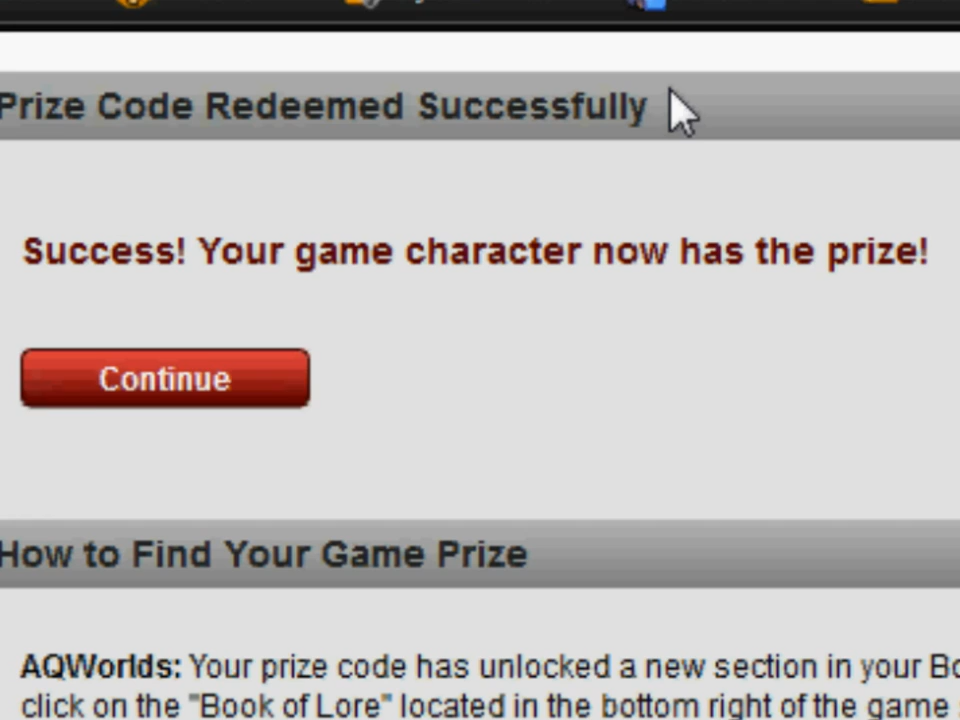 Prize Code Redeemed Successfully
Success! Your game character now has the prize!
Continue
How to Find Your Game Prize
AQWorlds: Your prize code has unlocked a new section in your
click on the "Book of Lore" located in the bottom right of the game